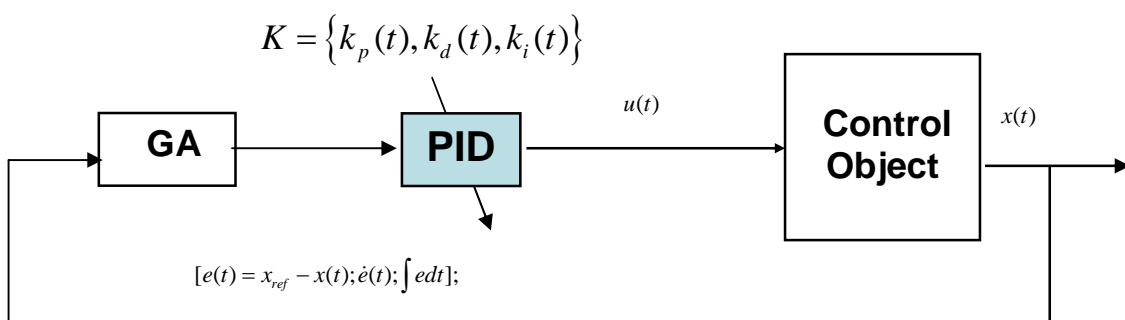 K = {k_p(t), k_d(t), k_i(t)}
u(t)
GA
PID
Control
Object
x(t)
[e(t) = x_ref − x(t); ė(t); ∫ edt];